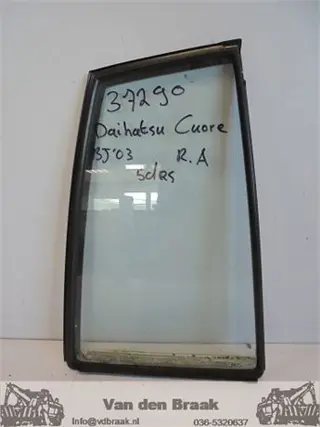 37290
Daihatsu Cuore
BJ'03 R.A
5drs
Van den Braak
Info@vdbraak.nl 036-5320637